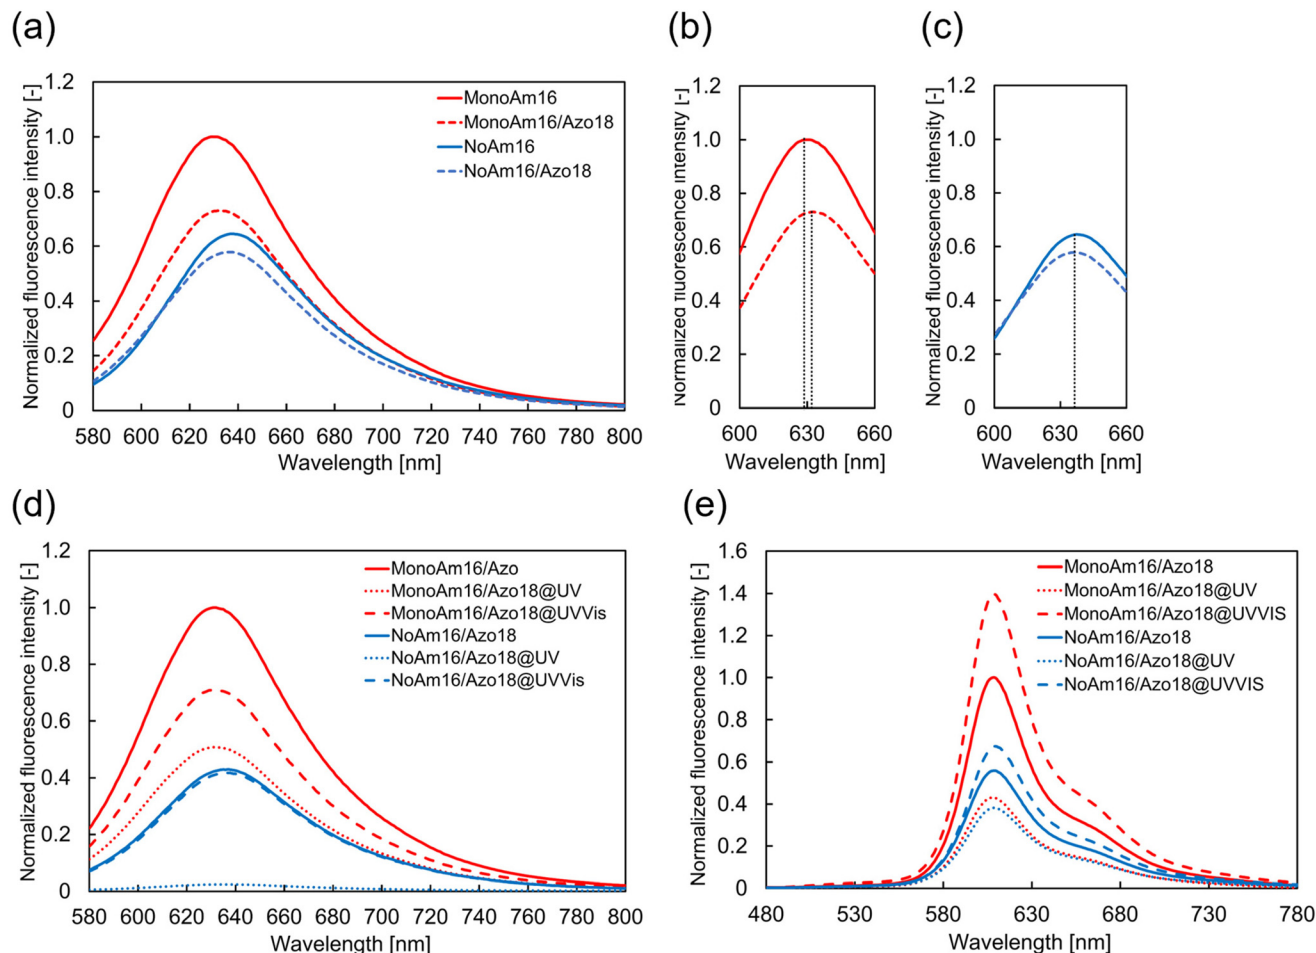 (a)
Normalized fluorescence intensity [-]
1.2
1.0
0.8
0.6
0.4
0.2
0
MonoAm16
MonoAm16/Azo18
NoAm16
NoAm16/Azo18
580 600 620 640 660 680 700 720 740 760 780 800
Wavelength [nm]
(b)
Normalized fluorescence intensity [-]
1.2
1.0
0.8
0.6
0.4
0.2
0
600 630 660
Wavelength [nm]
(c)
Normalized fluorescence intensity [-]
1.2
1.0
0.8
0.6
0.4
0.2
0
600 630 660
Wavelength [nm]
(d)
Normalized fluorescence intensity [-]
1.2
1.0
0.8
0.6
0.4
0.2
0
MonoAm16/Azo
MonoAm16/Azo18@UV
MonoAm16/Azo18@UVVis
NoAm16/Azo18
NoAm16/Azo18@UV
NoAm16/Azo18@UVVis
580 600 620 640 660 680 700 720 740 760 780 800
Wavelength [nm]
(e)
Normalized fluorescence intensity [-]
1.6
1.4
1.2
1.0
0.8
0.6
0.4
0.2
0
MonoAm16/Azo18
MonoAm16/Azo18@UV
MonoAm16/Azo18@UVVIS
NoAm16/Azo18
NoAm16/Azo18@UV
NoAm16/Azo18@UVVIS
480 530 580 630 680 730 780
Wavelength [nm]